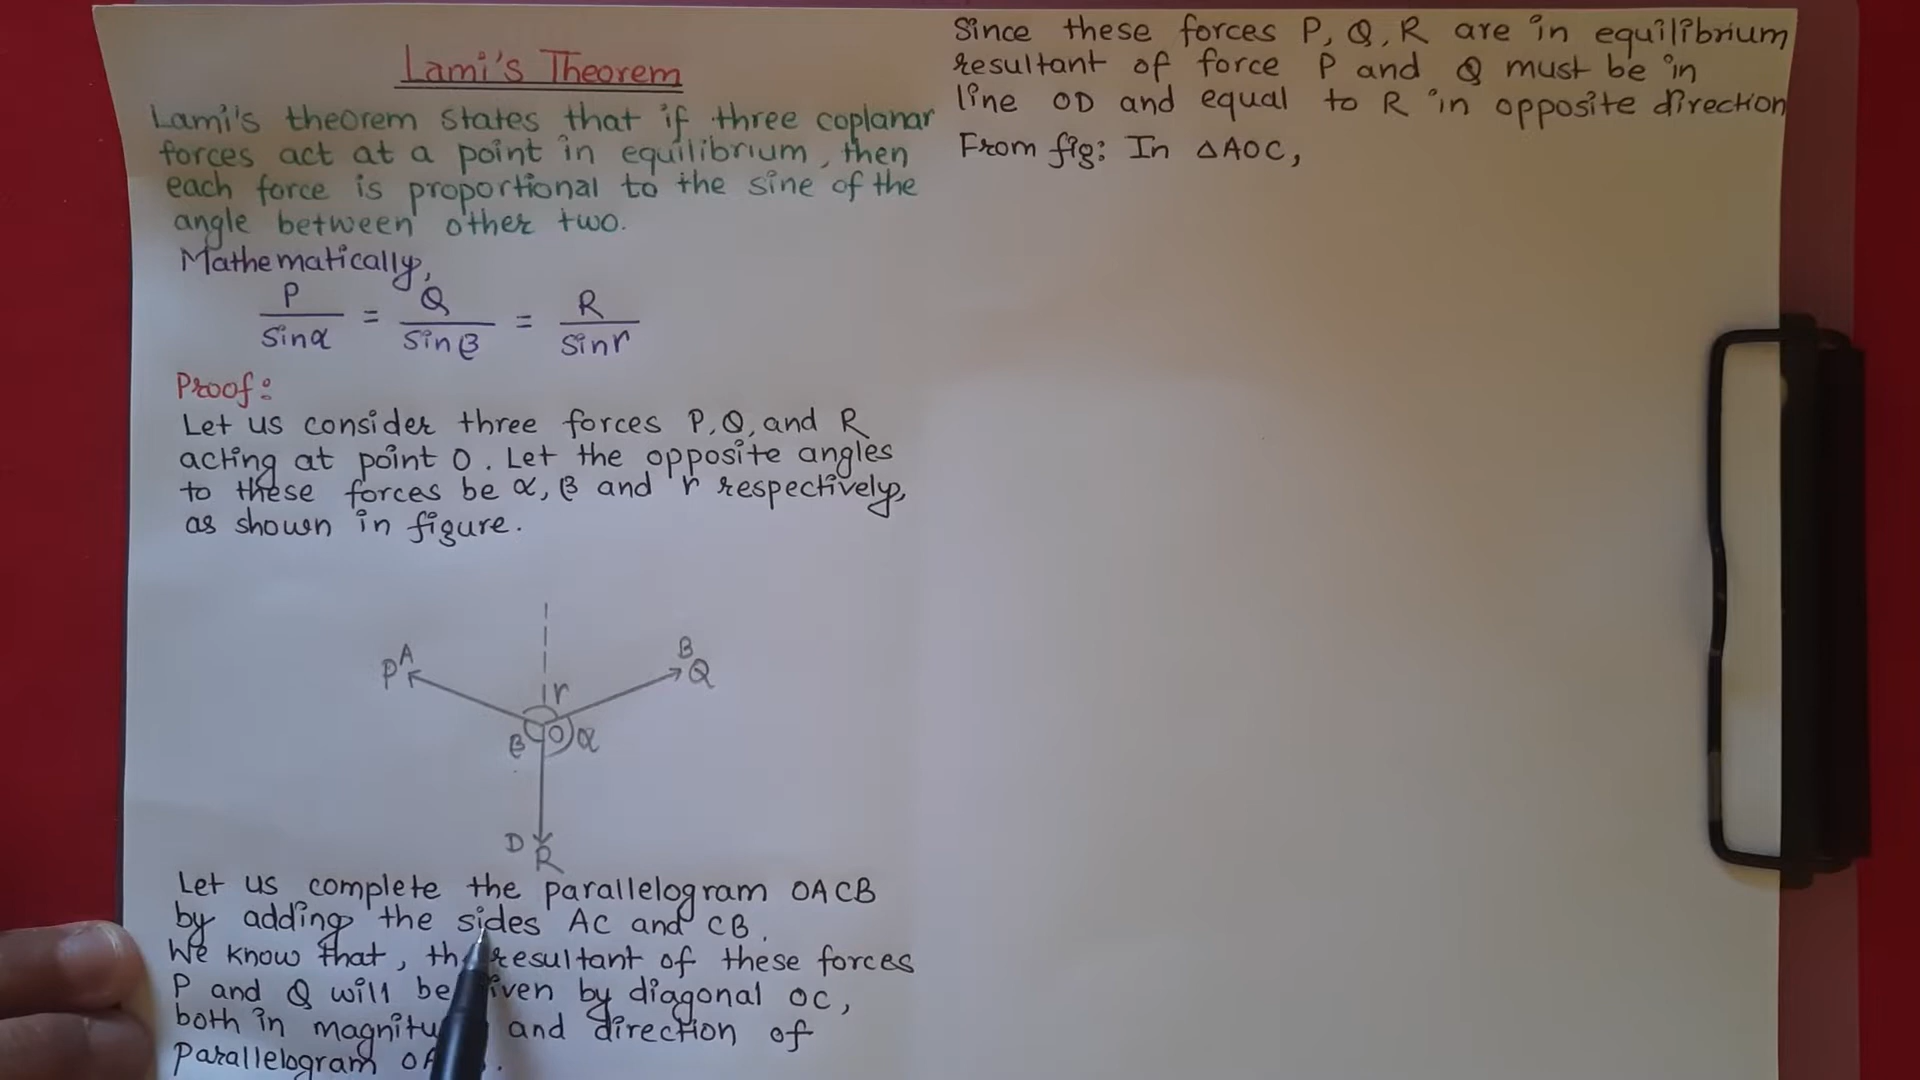 Lami's Theorem
Lami's theorem states that if three coplanar
forces act at a point in equilibrium, then
each force is proportional to the sine of the
angle between other two.
Mathematically,
P Q R
= =
sinα sinβ sinr
Proof:
Let us consider three forces P, Q, and R
acting at point O. Let the opposite angles
to these forces be α, β and r respectively,
as shown in figure.
A
P
B
Q
r
β O α
D
R
Let us complete the parallelogram OACB
by adding the sides AC and CB.
We know that, resultant of these forces
P and Q will be by diagonal OC,
both in and direction of
parallelogram
Since these forces P, Q, R are in equilibrium
resultant of force P and Q must be in
line OD and equal to R in opposite direction
From fig: In ΔAOC,